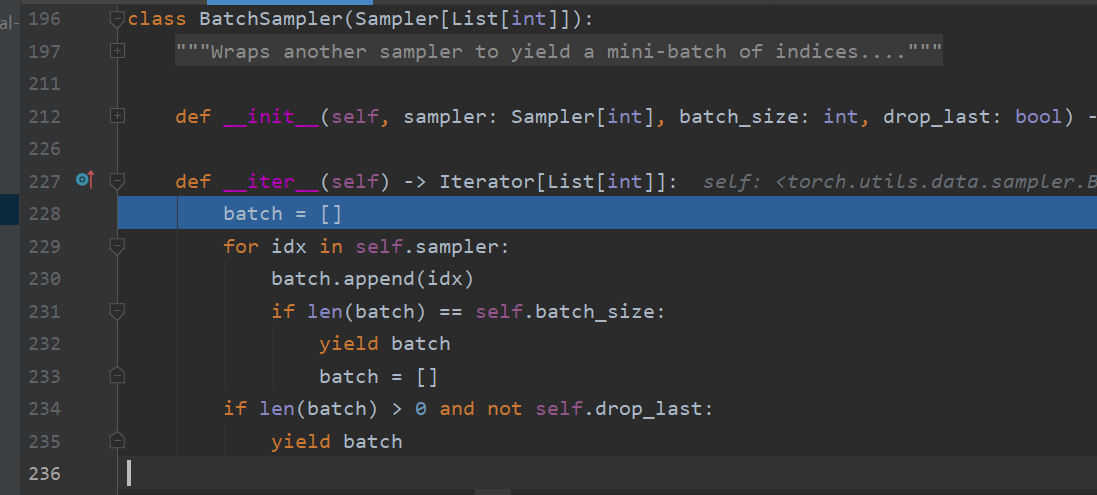 al-
196 class BatchSampler(Sampler[List[int]]):
197 """Wraps another sampler to yield a mini-batch of indices...."""
211
212 def __init__(self, sampler: Sampler[int], batch_size: int, drop_last: bool) -
226
227 def __iter__(self) -> Iterator[List[int]]: self: <torch.utils.data.sampler.B
228 batch = []
229 for idx in self.sampler:
230 batch.append(idx)
231 if len(batch) == self.batch_size:
232 yield batch
233 batch = []
234 if len(batch) > 0 and not self.drop_last:
235 yield batch
236